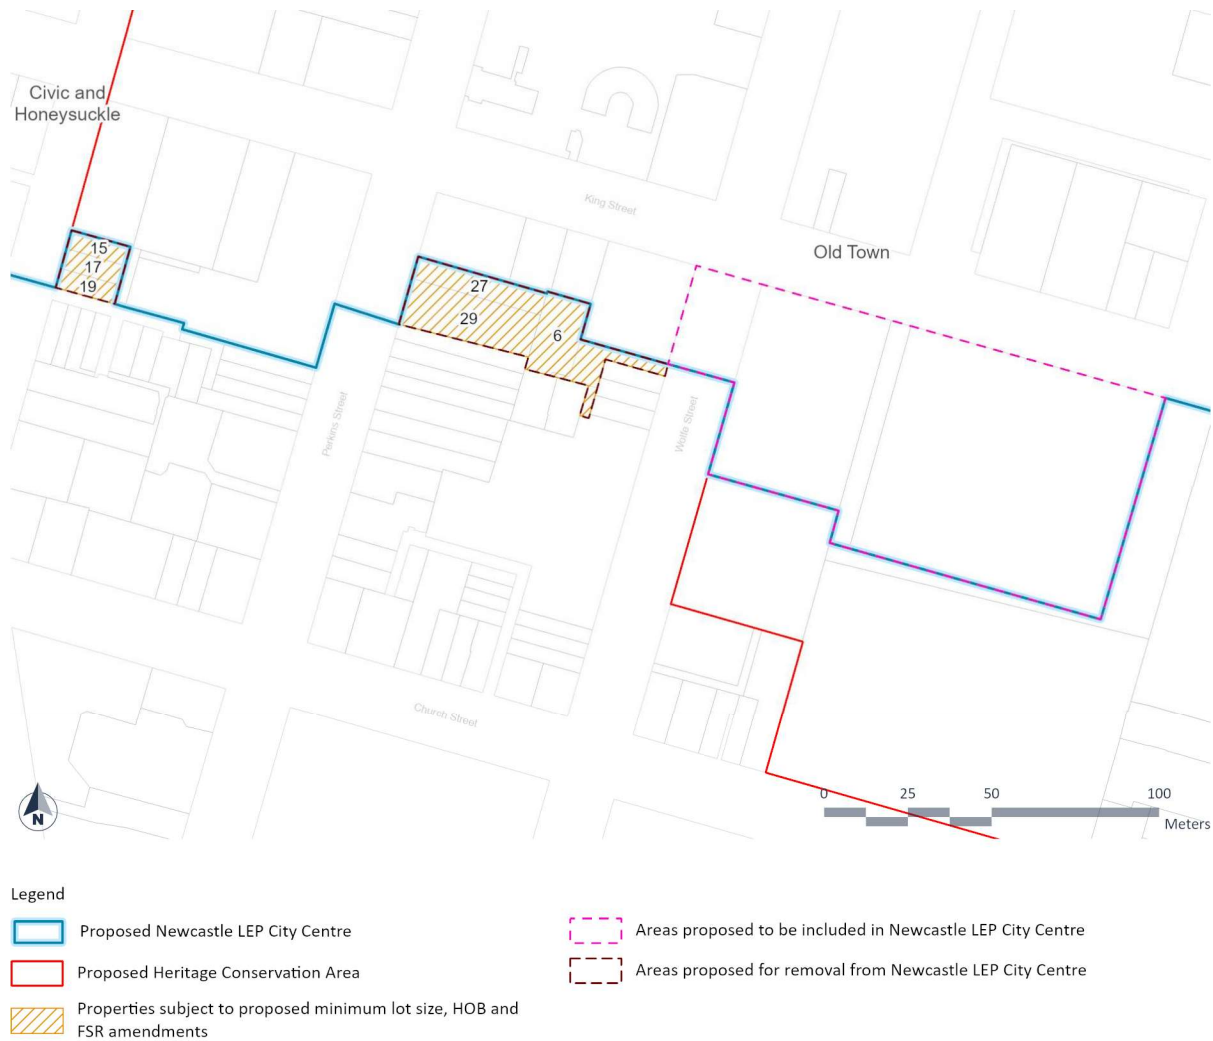 Civic and
Honeysuckle
King Street
Old Town
15
17
19
27
29
6
Perkins Street
Wolfe Street
Church Street
N
0 25 50 100
Meters
Legend
Proposed Newcastle LEP City Centre
Proposed Heritage Conservation Area
Properties subject to proposed minimum lot size, HOB and
FSR amendments
Areas proposed to be included in Newcastle LEP City Centre
Areas proposed for removal from Newcastle LEP City Centre